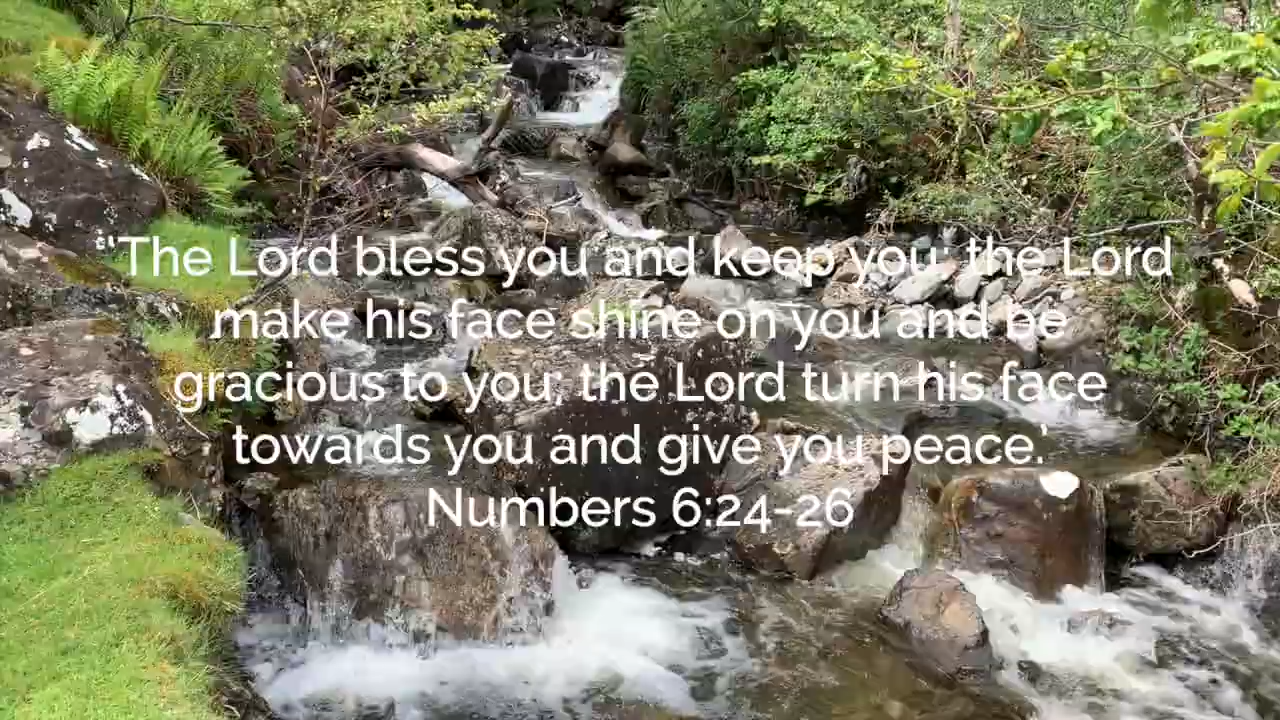 "The Lord bless you and keep you; the Lord
make his face shine on you and be
gracious to you; the Lord turn his face
towards you and give you peace.'
Numbers 6:24-26